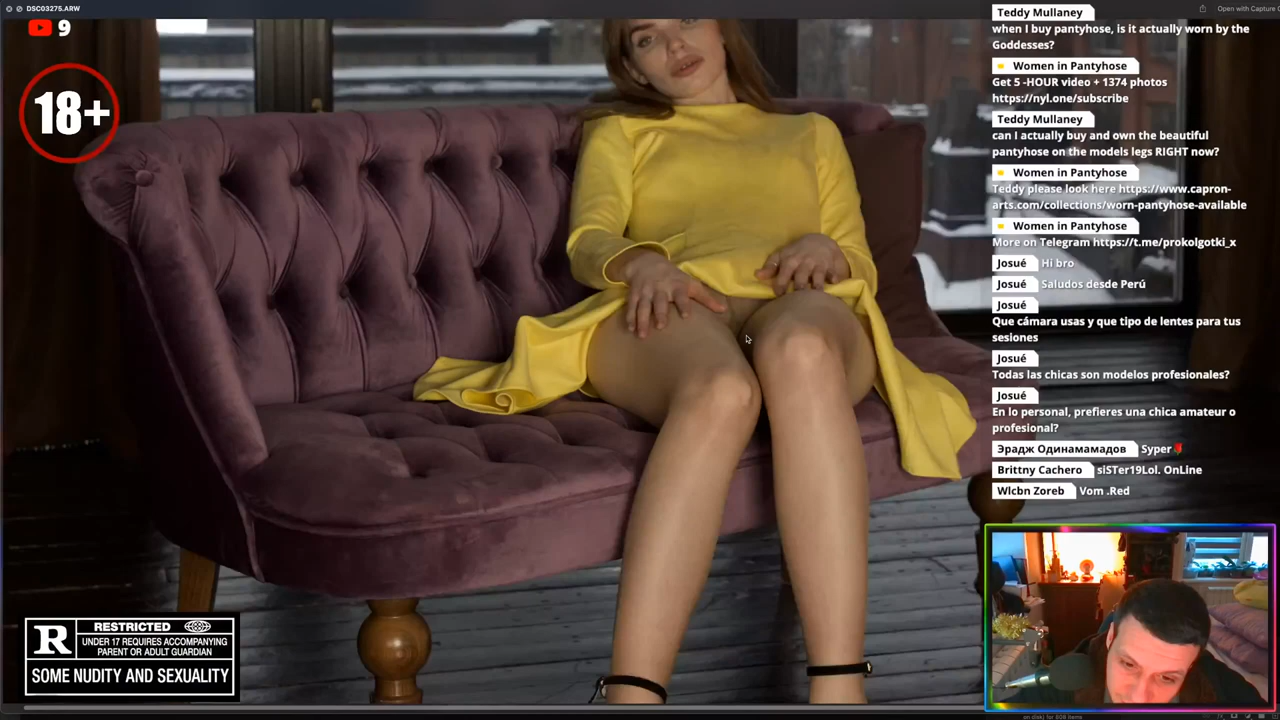 DSC03275.ARW
Open with Capture
9
18+
Teddy Mullaney
when I buy pantyhose, is it actually worn by the
Goddesses?
Women in Pantyhose
Get 5 -HOUR video + 1374 photos
https://nyl.one/subscribe
Teddy Mullaney
can I actually buy and own the beautiful
pantyhose on the models legs RIGHT now?
Women in Pantyhose
Teddy please look here https://www.capron-
arts.com/collections/worn-pantyhose-available
Women in Pantyhose
More on Telegram https://t.me/prokolgotki_x
Josué Hi bro
Josué Saludos desde Perú
Josué
Que cámara usas y que tipo de lentes para tus
sesiones
Josué
Todas las chicas son modelos profesionales?
Josué
En lo personal, prefieres una chica amateur o
profesional?
Эрадж Одинамамадов Syper
Brittny Cachero siSTer19Lol. OnLine
Wlcbn Zoreb Vom .Red
R
RESTRICTED
UNDER 17 REQUIRES ACCOMPANYING
PARENT OR ADULT GUARDIAN
SOME NUDITY AND SEXUALITY